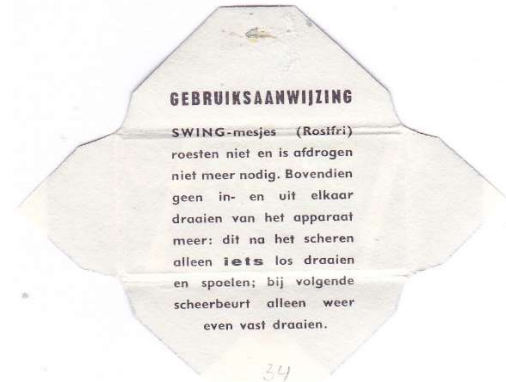 GEBRUIKSAANWIJZING
SWING-mesjes (Roslfri)
roesten niet en is afdrogen
niet meer nodig. Bovendien
geen in- en uit elkaar
draaien van het apparaat
meer: dit na het scheren
alleen iets los draaien
en spoelen; bij volgende
scheerbeurt alleen weer
even vast draaien.
34